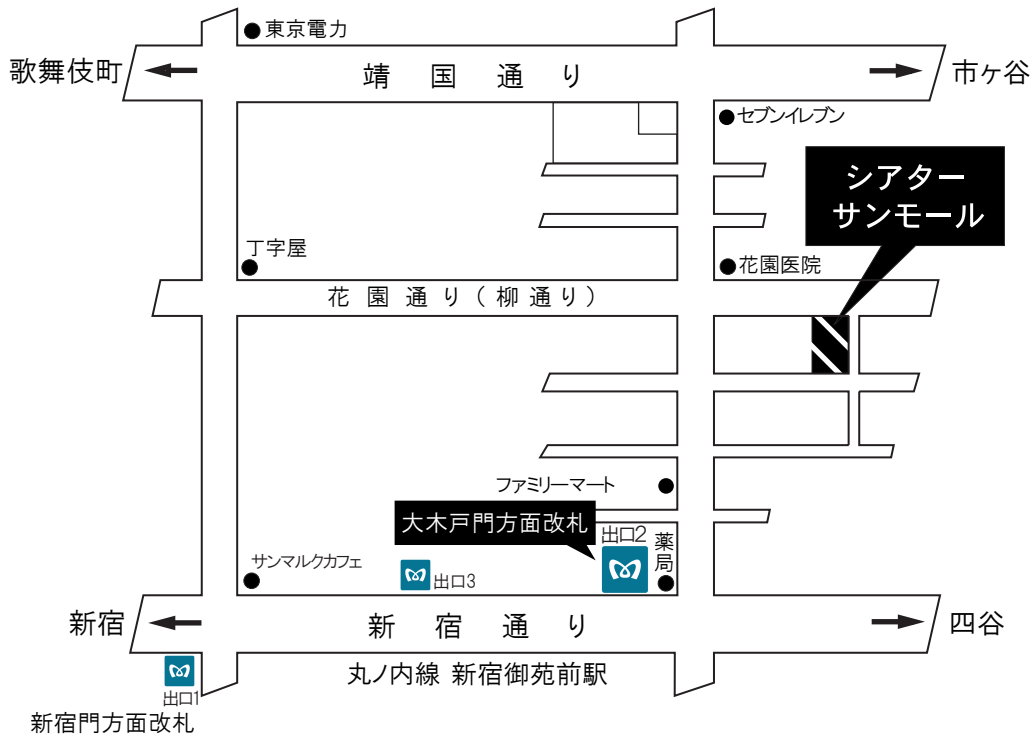 東京電力
歌舞伎町
靖国通り
市ヶ谷
セブンイレブン
シアター
サンモール
丁字屋
花園医院
花園通り(柳通り)
ファミリーマート
大木戸門方面改札
出口2
薬局
サンマルクカフェ
出口3
新宿
新宿通り
四谷
丸ノ内線 新宿御苑前駅
出口1
新宿門方面改札